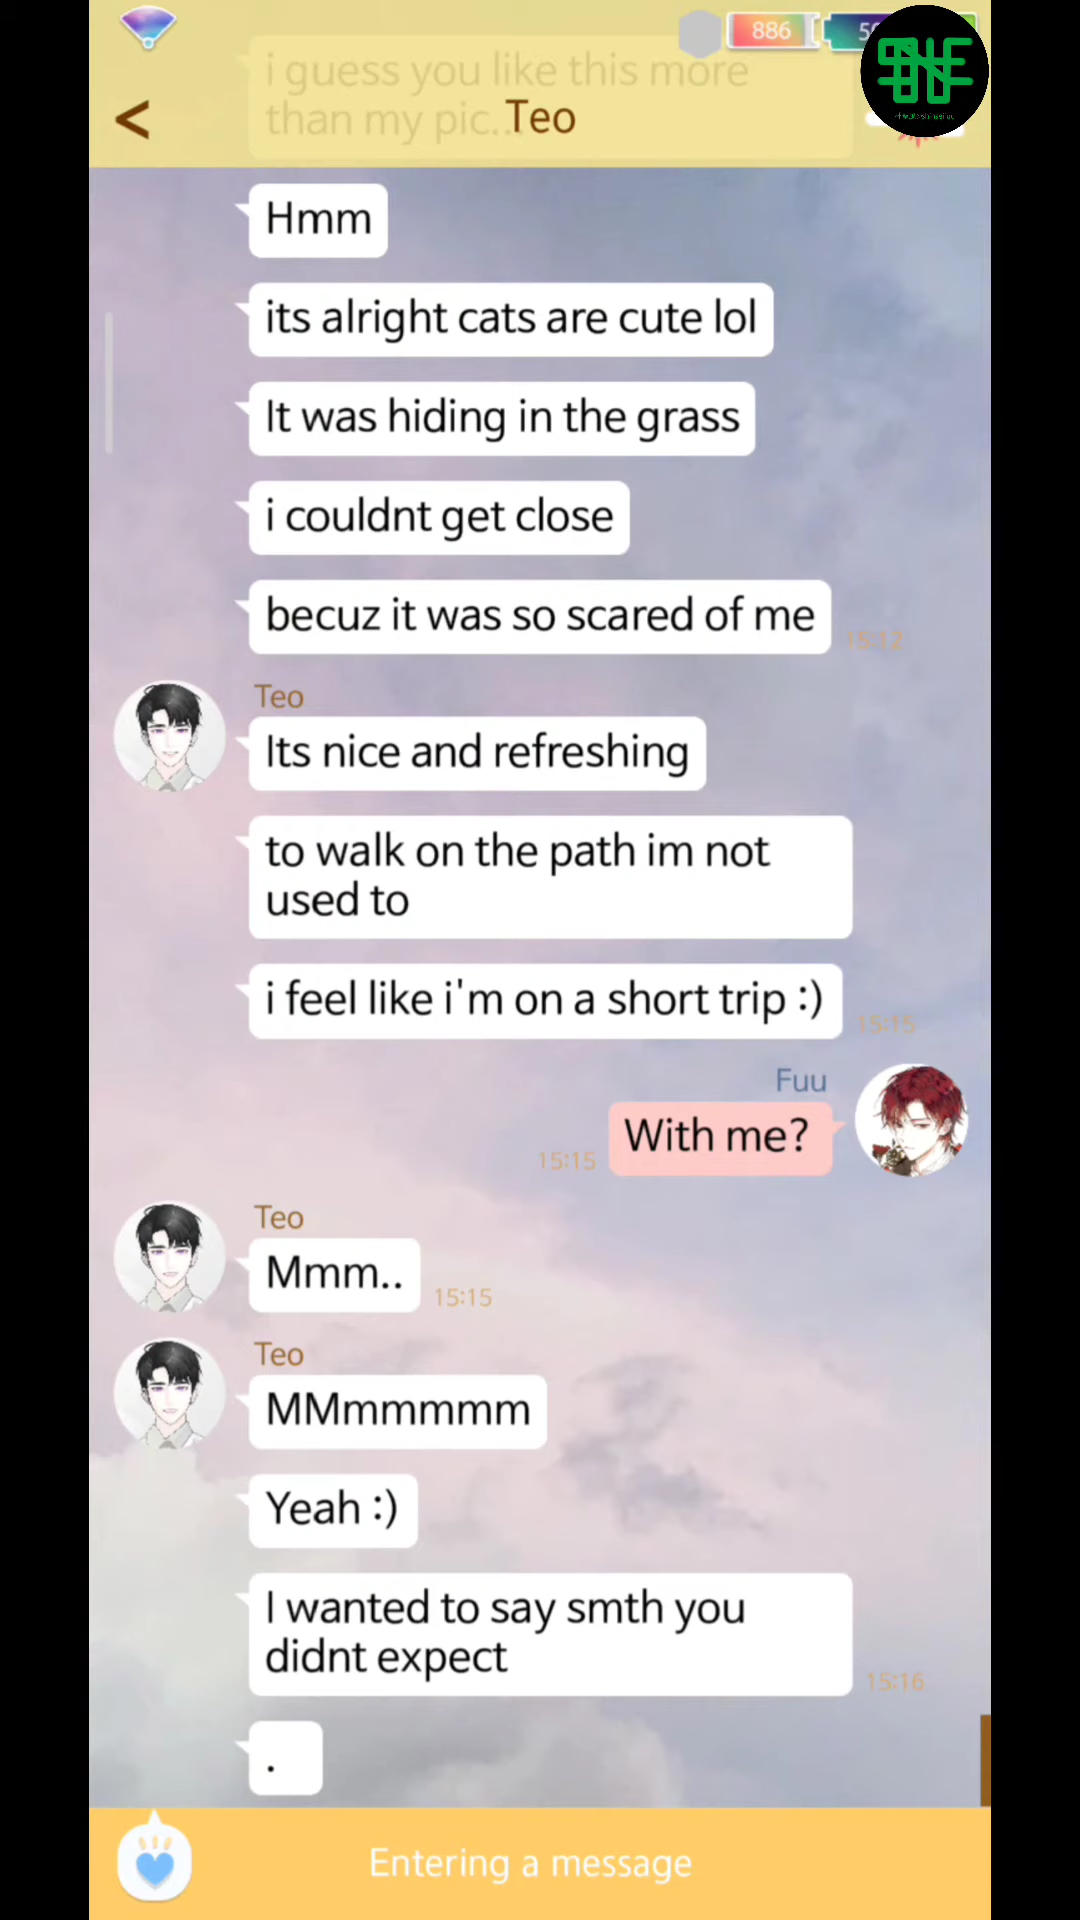 886
i guess you like this more
than my pic..
<
Teo
Hmm
its alright cats are cute lol
It was hiding in the grass
i couldnt get close
becuz it was so scared of me
15:12
Teo
Its nice and refreshing
to walk on the path im not
used to
i feel like i'm on a short trip :)
15:15
Fuu
With me?
15:15
Teo
Mmm..
15:15
Teo
MMmmmmm
Yeah :)
I wanted to say smth you
didnt expect
15:16
.
Entering a message